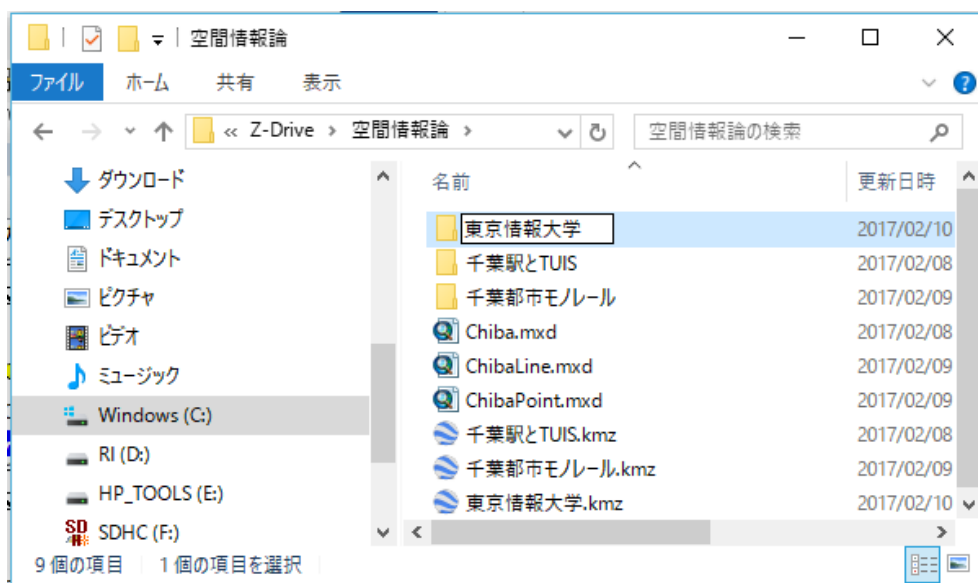 空間情報論
ファイル ホーム 共有 表示
« Z-Drive > 空間情報論 > 空間情報論の検索
ダウンロード
デスクトップ
ドキュメント
ピクチャ
ビデオ
ミュージック
Windows (C:)
RI (D:)
HP_TOOLS (E:)
SDHC (F:)
名前 更新日時
東京情報大学 2017/02/10
千葉駅とTUIS 2017/02/08
千葉都市モノレール 2017/02/09
Chiba.mxd 2017/02/08
ChibaLine.mxd 2017/02/09
ChibaPoint.mxd 2017/02/09
千葉駅とTUIS.kmz 2017/02/08
千葉都市モノレール.kmz 2017/02/09
東京情報大学.kmz 2017/02/10
9 個の項目 1 個の項目を選択